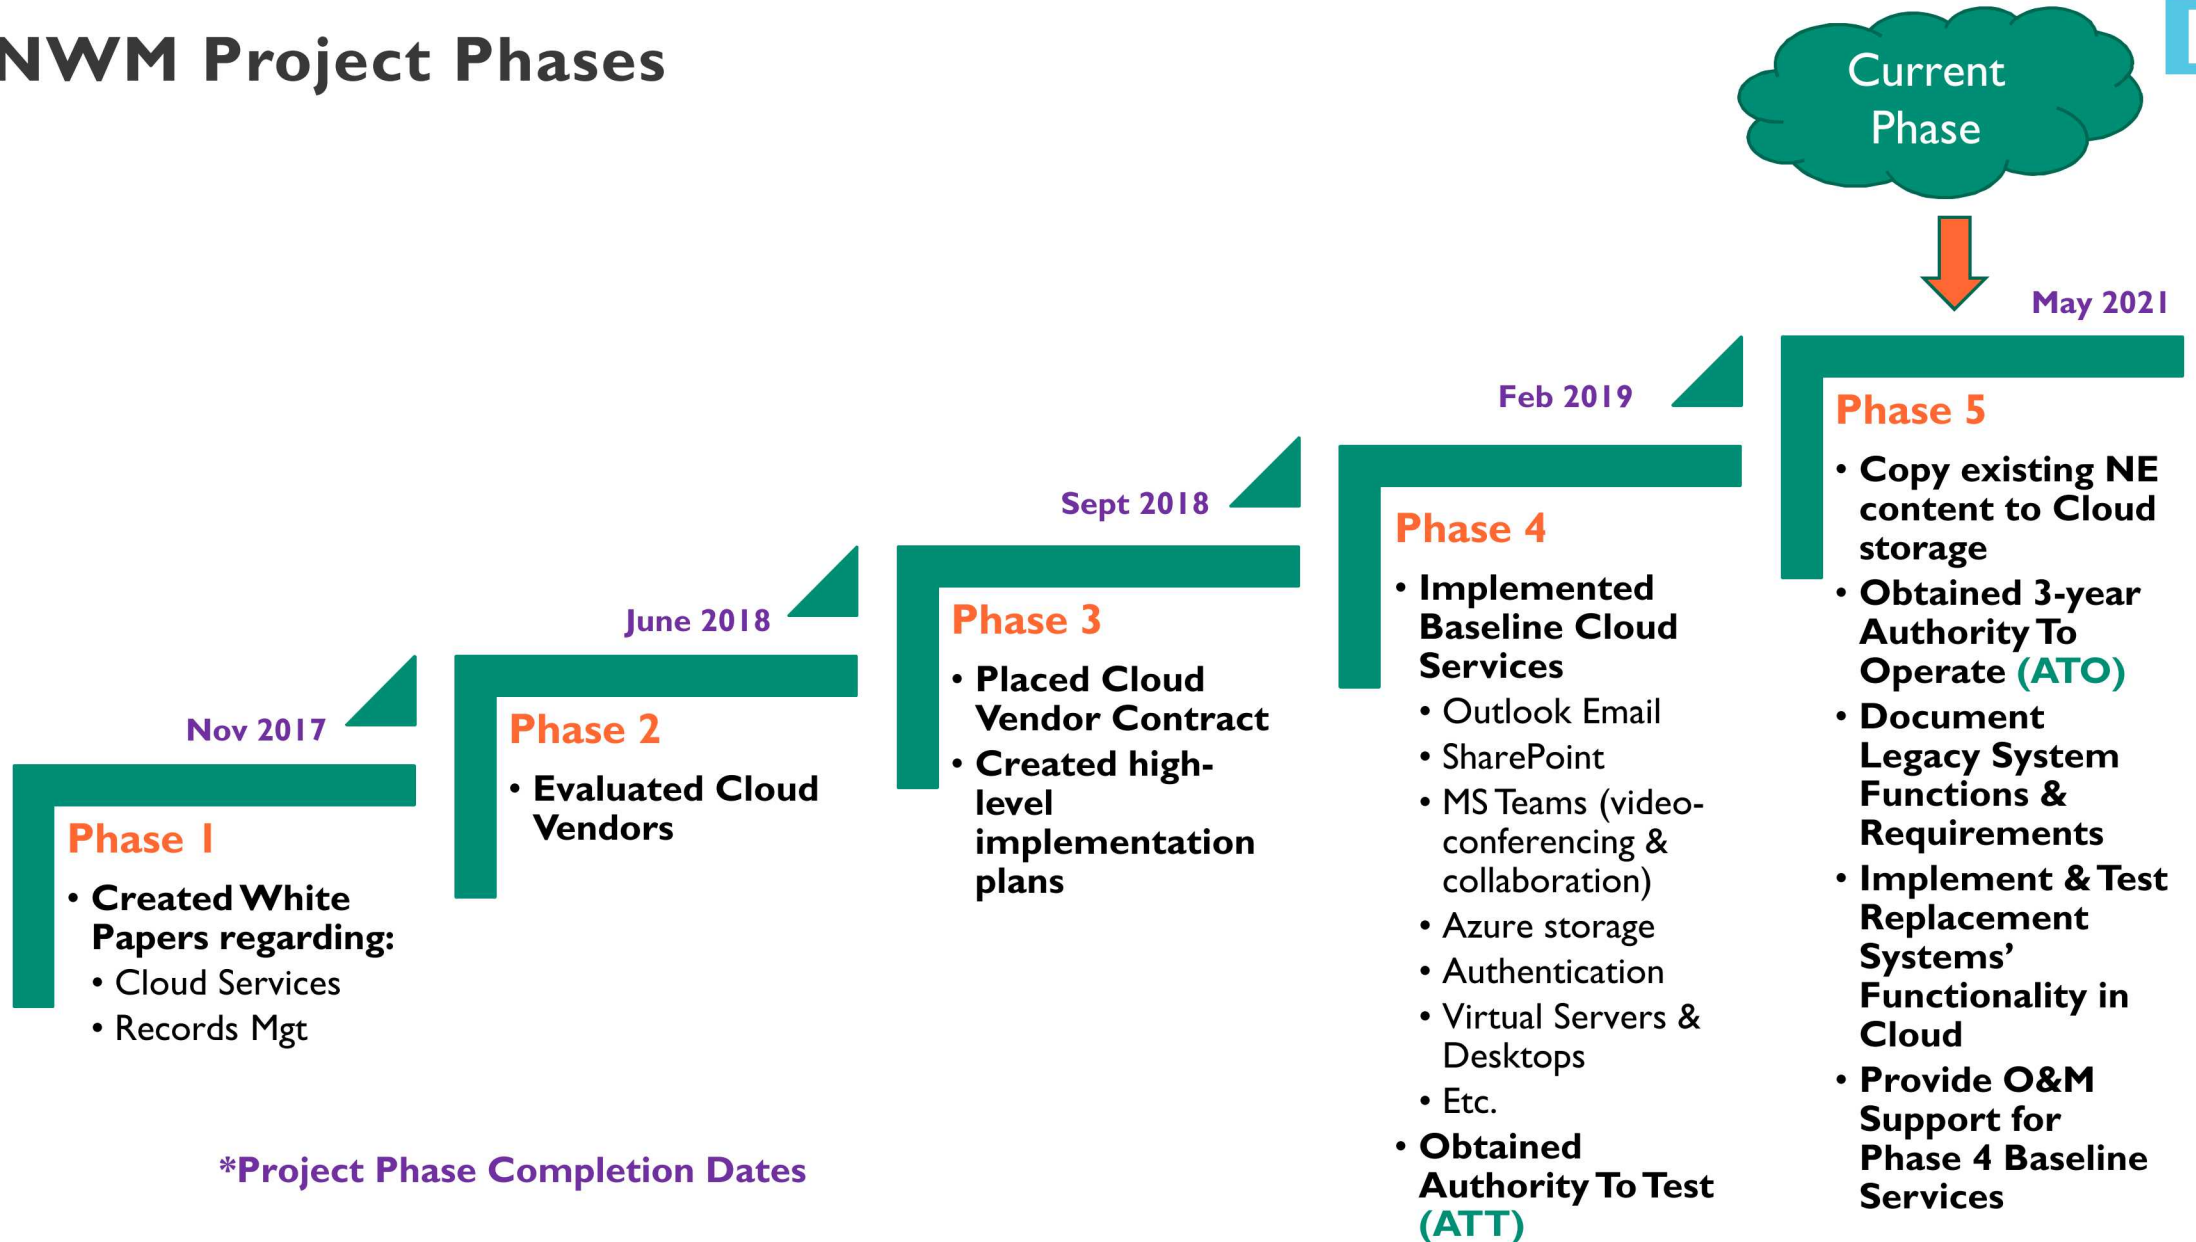 NWM Project Phases
Current
Phase
May 2021
Feb 2019
Sept 2018
June 2018
Nov 2017
Phase 1
• Created White
Papers regarding:
• Cloud Services
• Records Mgt
Phase 2
• Evaluated Cloud
Vendors
Phase 3
• Placed Cloud
Vendor Contract
• Created high-
level
implementation
plans
Phase 4
• Implemented
Baseline Cloud
Services
• Outlook Email
• SharePoint
• MS Teams (video-
conferencing &
collaboration)
• Azure storage
• Authentication
• Virtual Servers &
Desktops
• Etc.
• Obtained
Authority To Test
(ATT)
Phase 5
• Copy existing NE
content to Cloud
storage
• Obtained 3-year
Authority To
Operate (ATO)
• Document
Legacy System
Functions &
Requirements
• Implement & Test
Replacement
Systems’
Functionality in
Cloud
• Provide O&M
Support for
Phase 4 Baseline
Services
*Project Phase Completion Dates